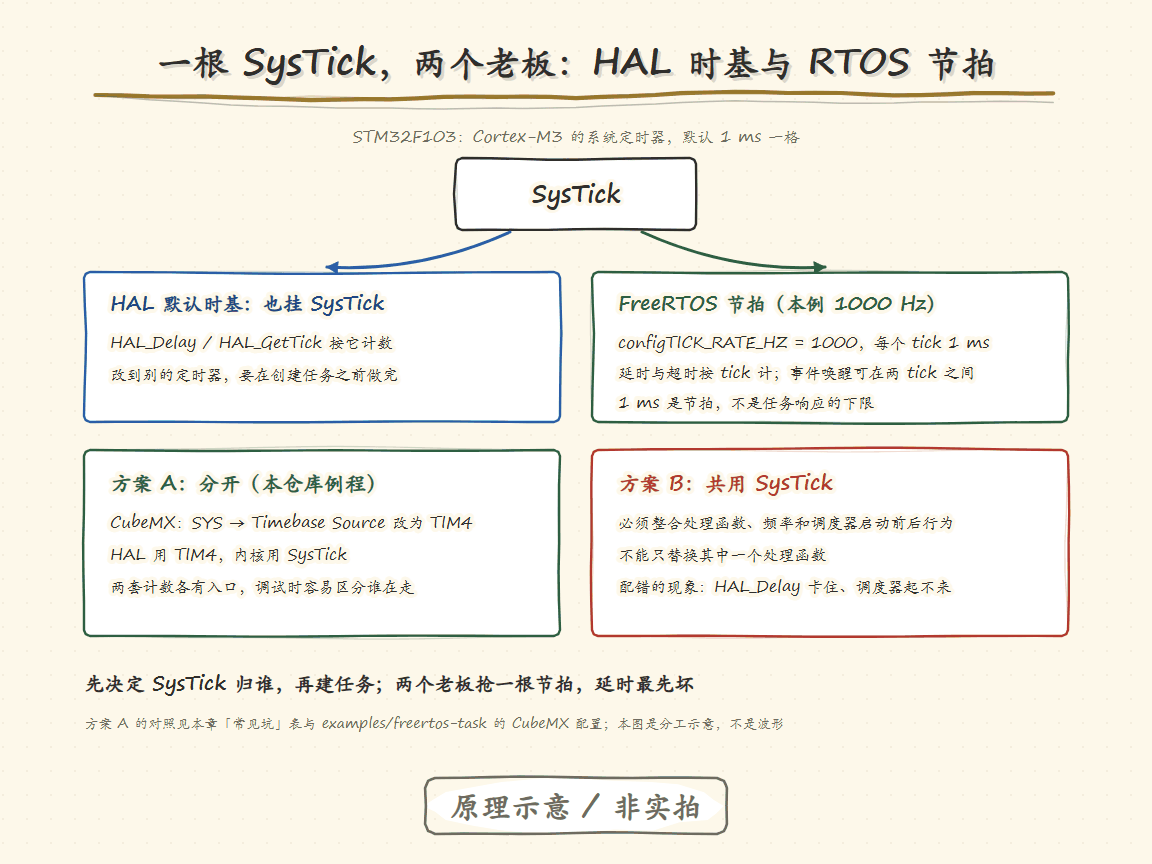 一根 SysTick，两个老板：HAL 时基与 RTOS 节拍
STM32F103：Cortex-M3 的系统定时器，默认 1 ms 一格
SysTick
HAL 默认时基：也挂 SysTick
HAL_Delay / HAL_GetTick 按它计数
改到别的定时器，要在创建任务之前做完
FreeRTOS 节拍（本例 1000 Hz）
configTICK_RATE_HZ = 1000，每个 tick 1 ms
延时与超时按 tick 计；事件唤醒可在两 tick 之间
1 ms 是节拍，不是任务响应的下限
方案 A：分开（本仓库例程）
CubeMX：SYS → Timebase Source 改为 TIM4
HAL 用 TIM4，内核用 SysTick
两套计数各有入口，调试时容易区分谁在走
方案 B：共用 SysTick
必须整合处理函数、频率和调度器启动前后行为
不能只替换其中一个处理函数
配错的现象：HAL_Delay 卡住、调度器起不来
先决定 SysTick 归谁，再建任务；两个老板抢一根节拍，延时最先坏
方案 A 的对照见本章「常见坑」表与 examples/freertos-task 的 CubeMX 配置；本图是分工示意，不是波形
原理示意 / 非实拍